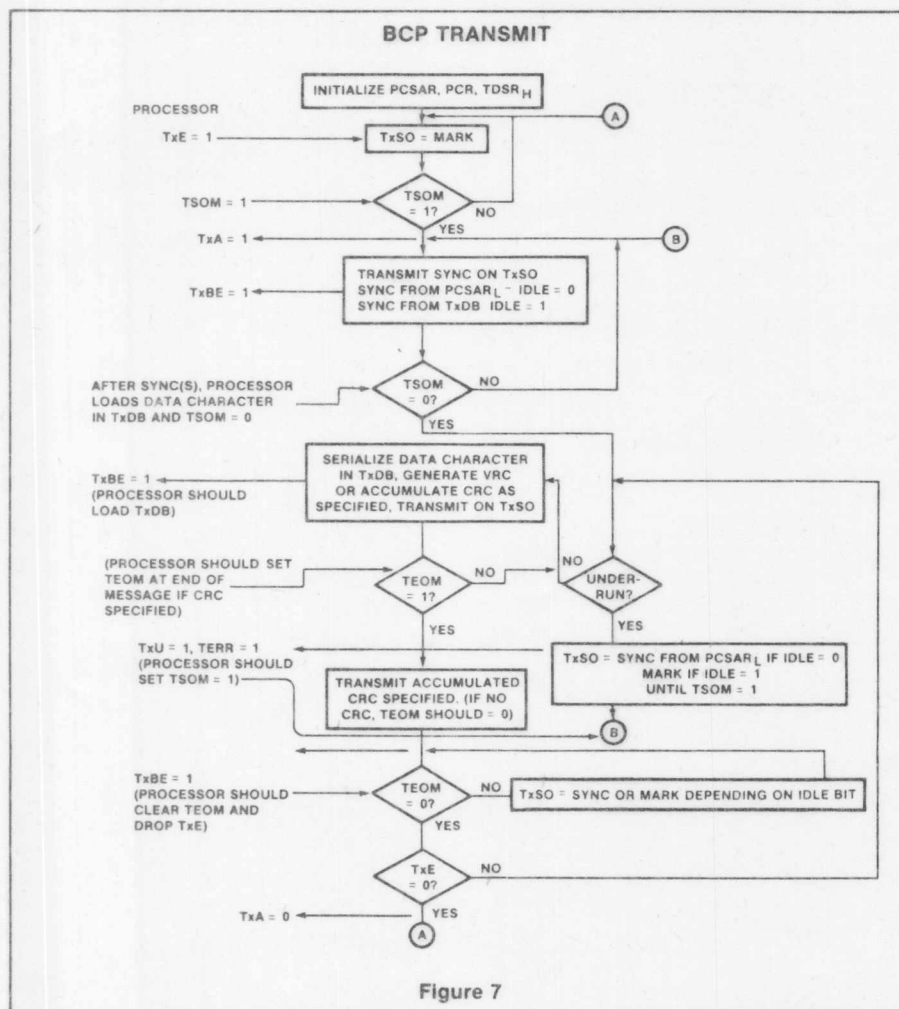 BCP TRANSMIT
INITIALIZE PCSAR, PCR, TDSRH
PROCESSOR
A
TxE = 1
TxSO = MARK
TSOM = 1
TSOM
= 1?
NO
YES
TxA = 1
B
TRANSMIT SYNC ON TxSO
SYNC FROM PCSARL - IDLE = 0
SYNC FROM TxDB IDLE = 1
TxBE = 1
AFTER SYNC(S), PROCESSOR
LOADS DATA CHARACTER
IN TxDB AND TSOM = 0
TSOM
= 0?
NO
YES
SERIALIZE DATA CHARACTER
IN TxDB, GENERATE VRC
OR ACCUMULATE CRC AS
SPECIFIED, TRANSMIT ON TxSO
TxBE = 1
(PROCESSOR SHOULD
LOAD TxDB)
(PROCESSOR SHOULD SET
TEOM AT END OF
MESSAGE IF CRC
SPECIFIED)
TEOM
= 1?
NO
NO
UNDER-
RUN?
YES
YES
TxU = 1, TERR = 1
(PROCESSOR SHOULD
SET TSOM = 1)
TxSO = SYNC FROM PCSARL IF IDLE = 0
MARK IF IDLE = 1
UNTIL TSOM = 1
TRANSMIT ACCUMULATED
CRC SPECIFIED. (IF NO
CRC, TEOM SHOULD = 0)
B
TxBE = 1
(PROCESSOR SHOULD
CLEAR TEOM AND
DROP TxE)
TEOM
= 0?
NO
TxSO = SYNC OR MARK DEPENDING ON IDLE BIT
YES
TxE
= 0?
NO
YES
TxA = 0
A
Figure 7